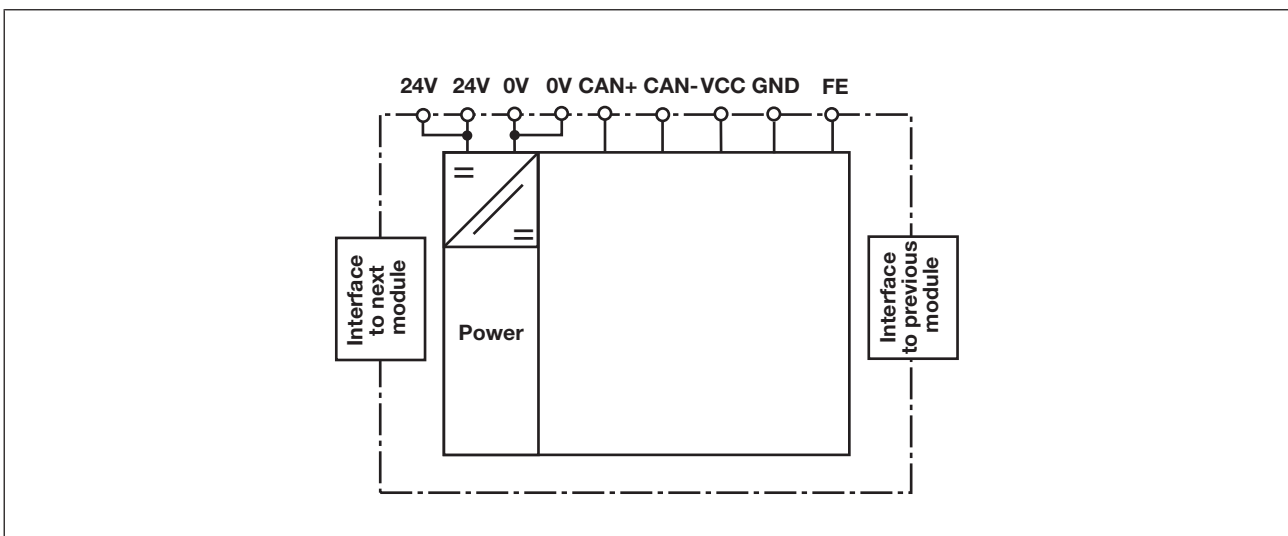 24V 24V 0V 0V CAN+ CAN- VCC GND FE
Interface
to next
module
Power
Interface
to previous
module